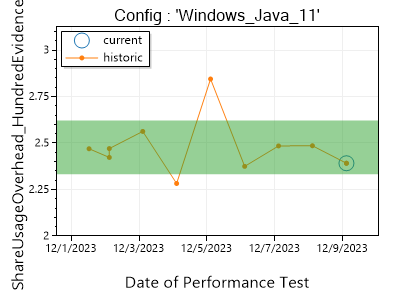 Config : 'Windows_Java_11'
current
historic
ShareUsageOverhead_HundredEvidence
3
2.75
2.5
2.25
2
12/1/2023 12/3/2023 12/5/2023 12/7/2023 12/9/2023
Date of Performance Test